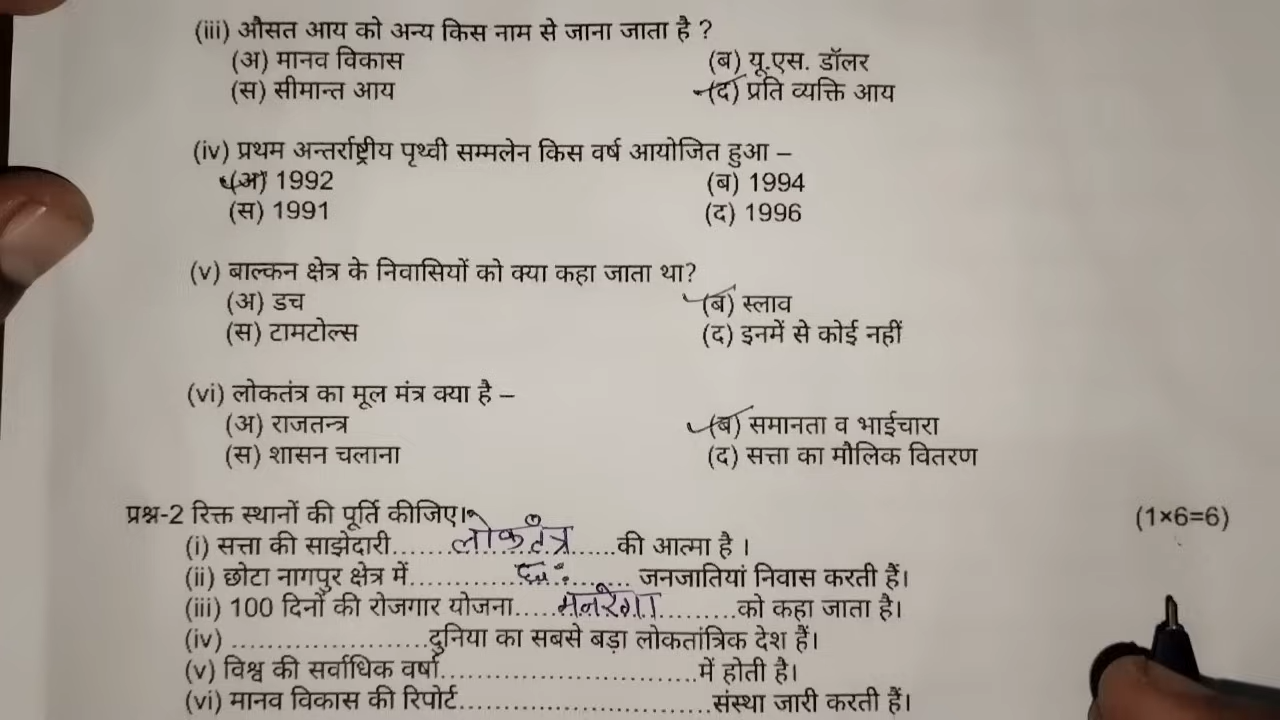 (iii) औसत आय को अन्य किस नाम से जाना जाता है ?
(अ) मानव विकास (ब) यू.एस. डॉलर
(स) सीमान्त आय (द) प्रति व्यक्ति आय
(iv) प्रथम अन्तर्राष्ट्रीय पृथ्वी सम्मलेन किस वर्ष आयोजित हुआ –
(अ) 1992 (ब) 1994
(स) 1991 (द) 1996
(v) बाल्कन क्षेत्र के निवासियों को क्या कहा जाता था?
(अ) डच (ब) स्लाव
(स) टामटोल्स (द) इनमें से कोई नहीं
(vi) लोकतंत्र का मूल मंत्र क्या है –
(अ) राजतन्त्र (ब) समानता व भाईचारा
(स) शासन चलाना (द) सत्ता का मौलिक वितरण
प्रश्न-2 रिक्त स्थानों की पूर्ति कीजिए। (1×6=6)
(i) सत्ता की साझेदारी......लोकतंत्र......की आत्मा है ।
(ii) छोटा नागपुर क्षेत्र में..............छः.......... जनजातियां निवास करती हैं।
(iii) 100 दिनों की रोजगार योजना.....मनरेगा..........को कहा जाता है।
(iv) ......................दुनिया का सबसे बड़ा लोकतांत्रिक देश हैं।
(v) विश्व की सर्वाधिक वर्षा.............................में होती है।
(vi) मानव विकास की रिपोर्ट............................संस्था जारी करती हैं।